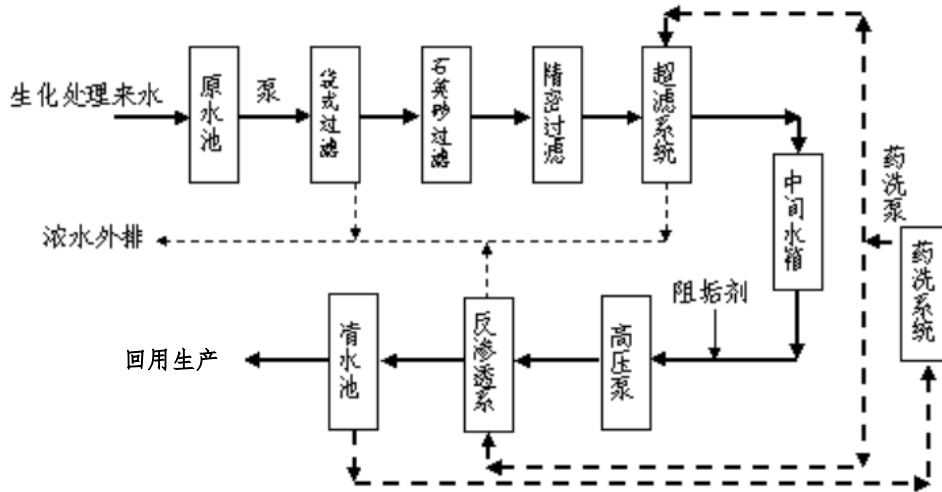 生化处理来水
原水池
泵
袋式过滤
石英砂过滤
精密过滤
超滤系统
中间水箱
药洗泵
药洗系统
浓水外排
阻垢剂
高压泵
反渗透系
清水池
回用生产